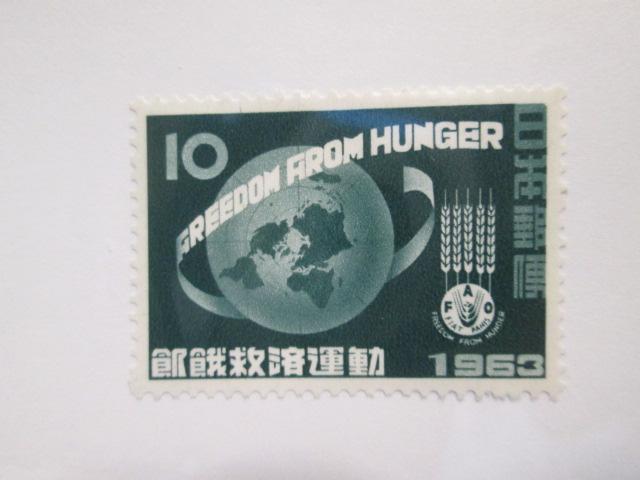 10
FREEDOM FROM HUNGER
日本郵便
F A O
FIAT PANIS
FREEDOM FROM HUNGER
飢餓救済運動
1963